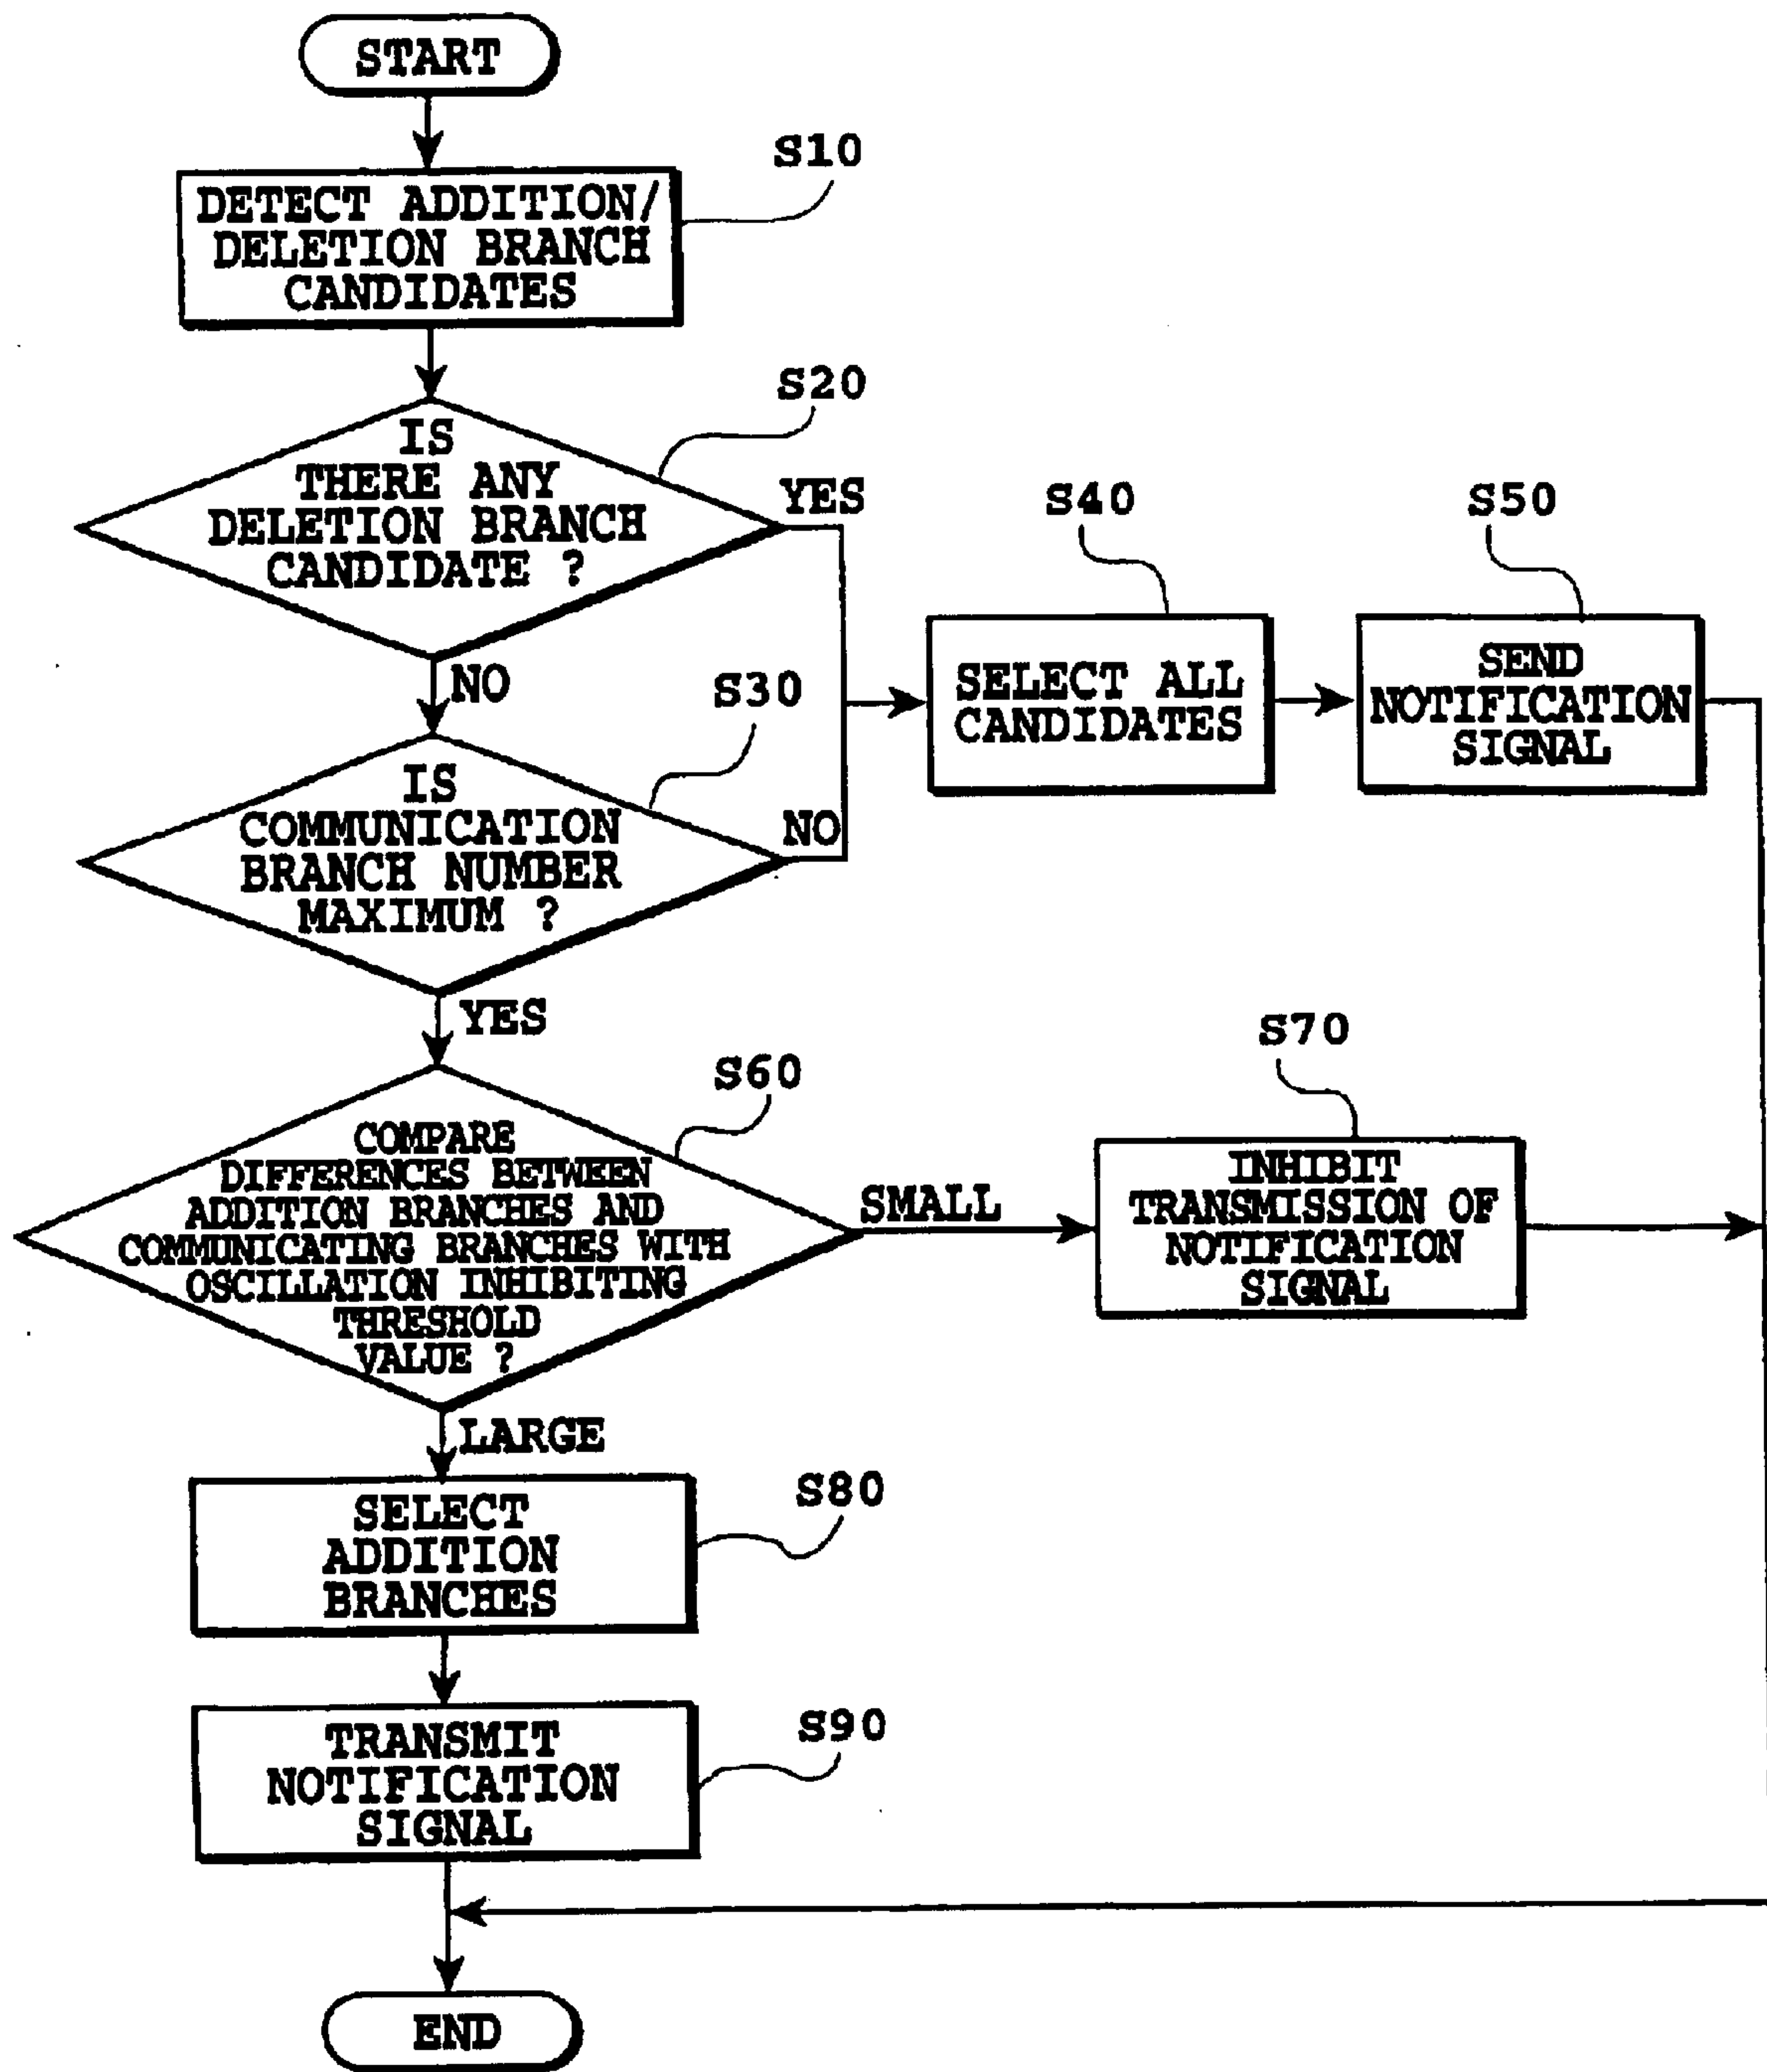 START
S10
DETECT ADDITION/
DELETION BRANCH
CANDIDATES
S20
IS
THERE ANY
DELETION BRANCH
CANDIDATE ?
YES
NO
S30
IS
COMMUNICATION
BRANCH NUMBER
MAXIMUM ?
NO
YES
S40
SELECT ALL
CANDIDATES
S50
SEND
NOTIFICATION
SIGNAL
S60
COMPARE
DIFFERENCES BETWEEN
ADDITION BRANCHES AND
COMMUNICATING BRANCHES WITH
OSCILLATION INHIBITING
THRESHOLD
VALUE ?
SMALL
S70
INHIBIT
TRANSMISSION OF
NOTIFICATION
SIGNAL
LARGE
S80
SELECT
ADDITION
BRANCHES
S90
TRANSMIT
NOTIFICATION
SIGNAL
END